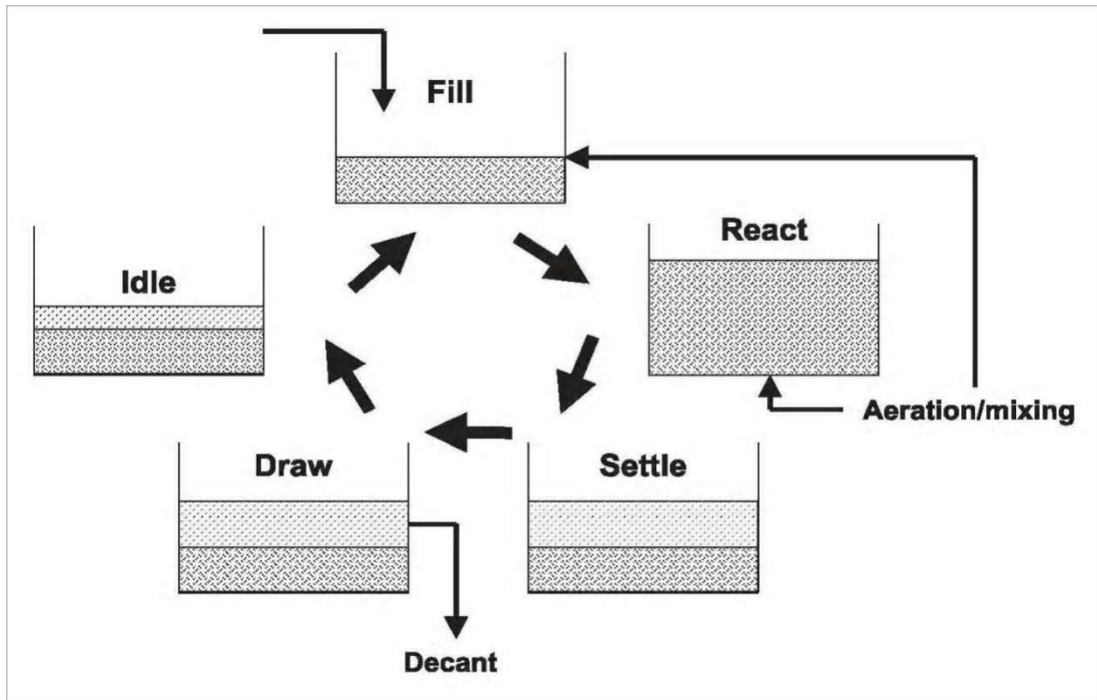 Fill
React
Idle
Aeration/mixing
Draw
Settle
Decant